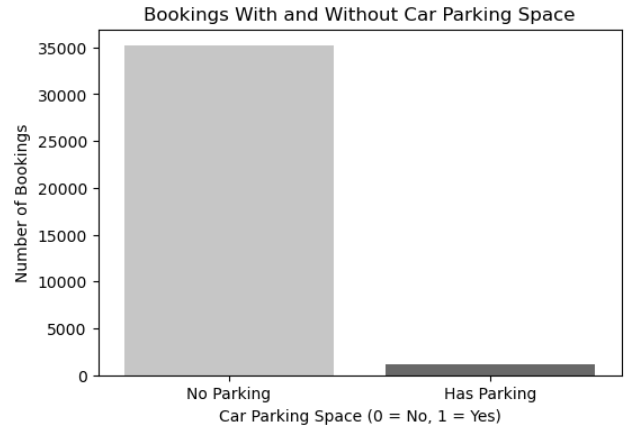 Bookings With and Without Car Parking Space
Number of Bookings
35000
30000
25000
20000
15000
10000
5000
0
No Parking
Has Parking
Car Parking Space (0 = No, 1 = Yes)